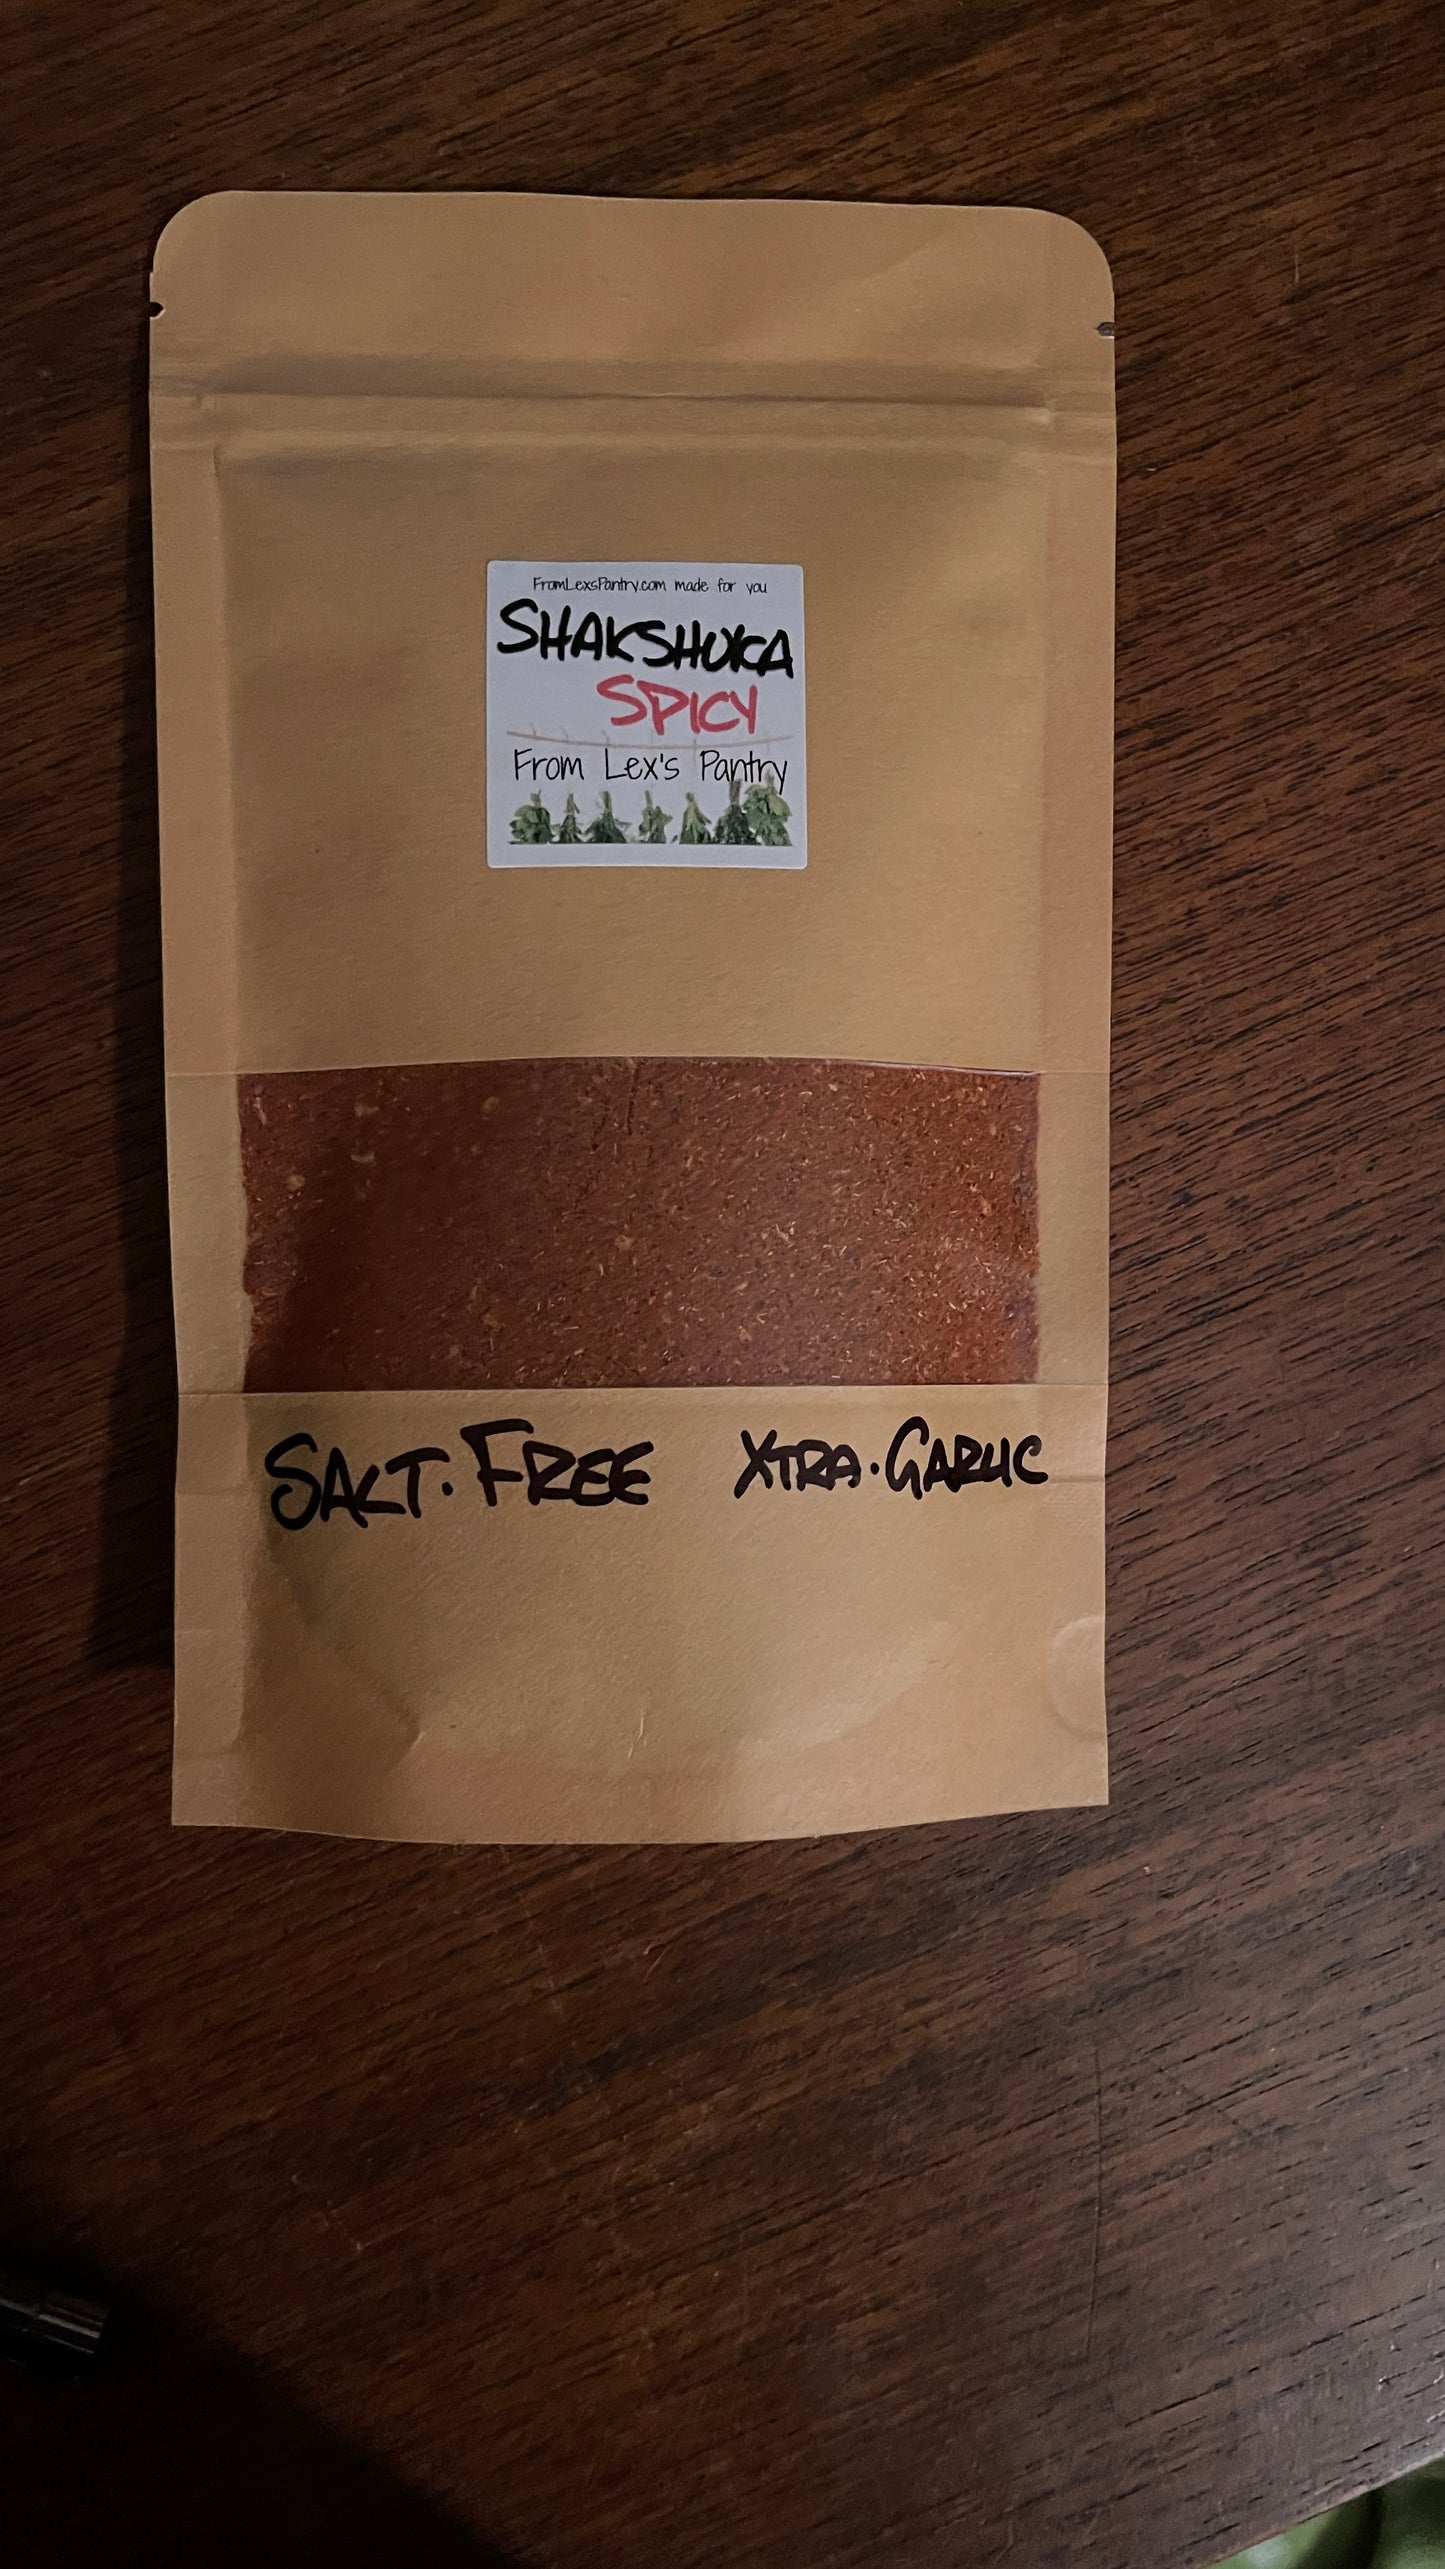 FromLexsPantry.com made for you
SHAKSHUKA
SPICY
From Lex's Pantry
SALT·FREE XTRA·GARLIC